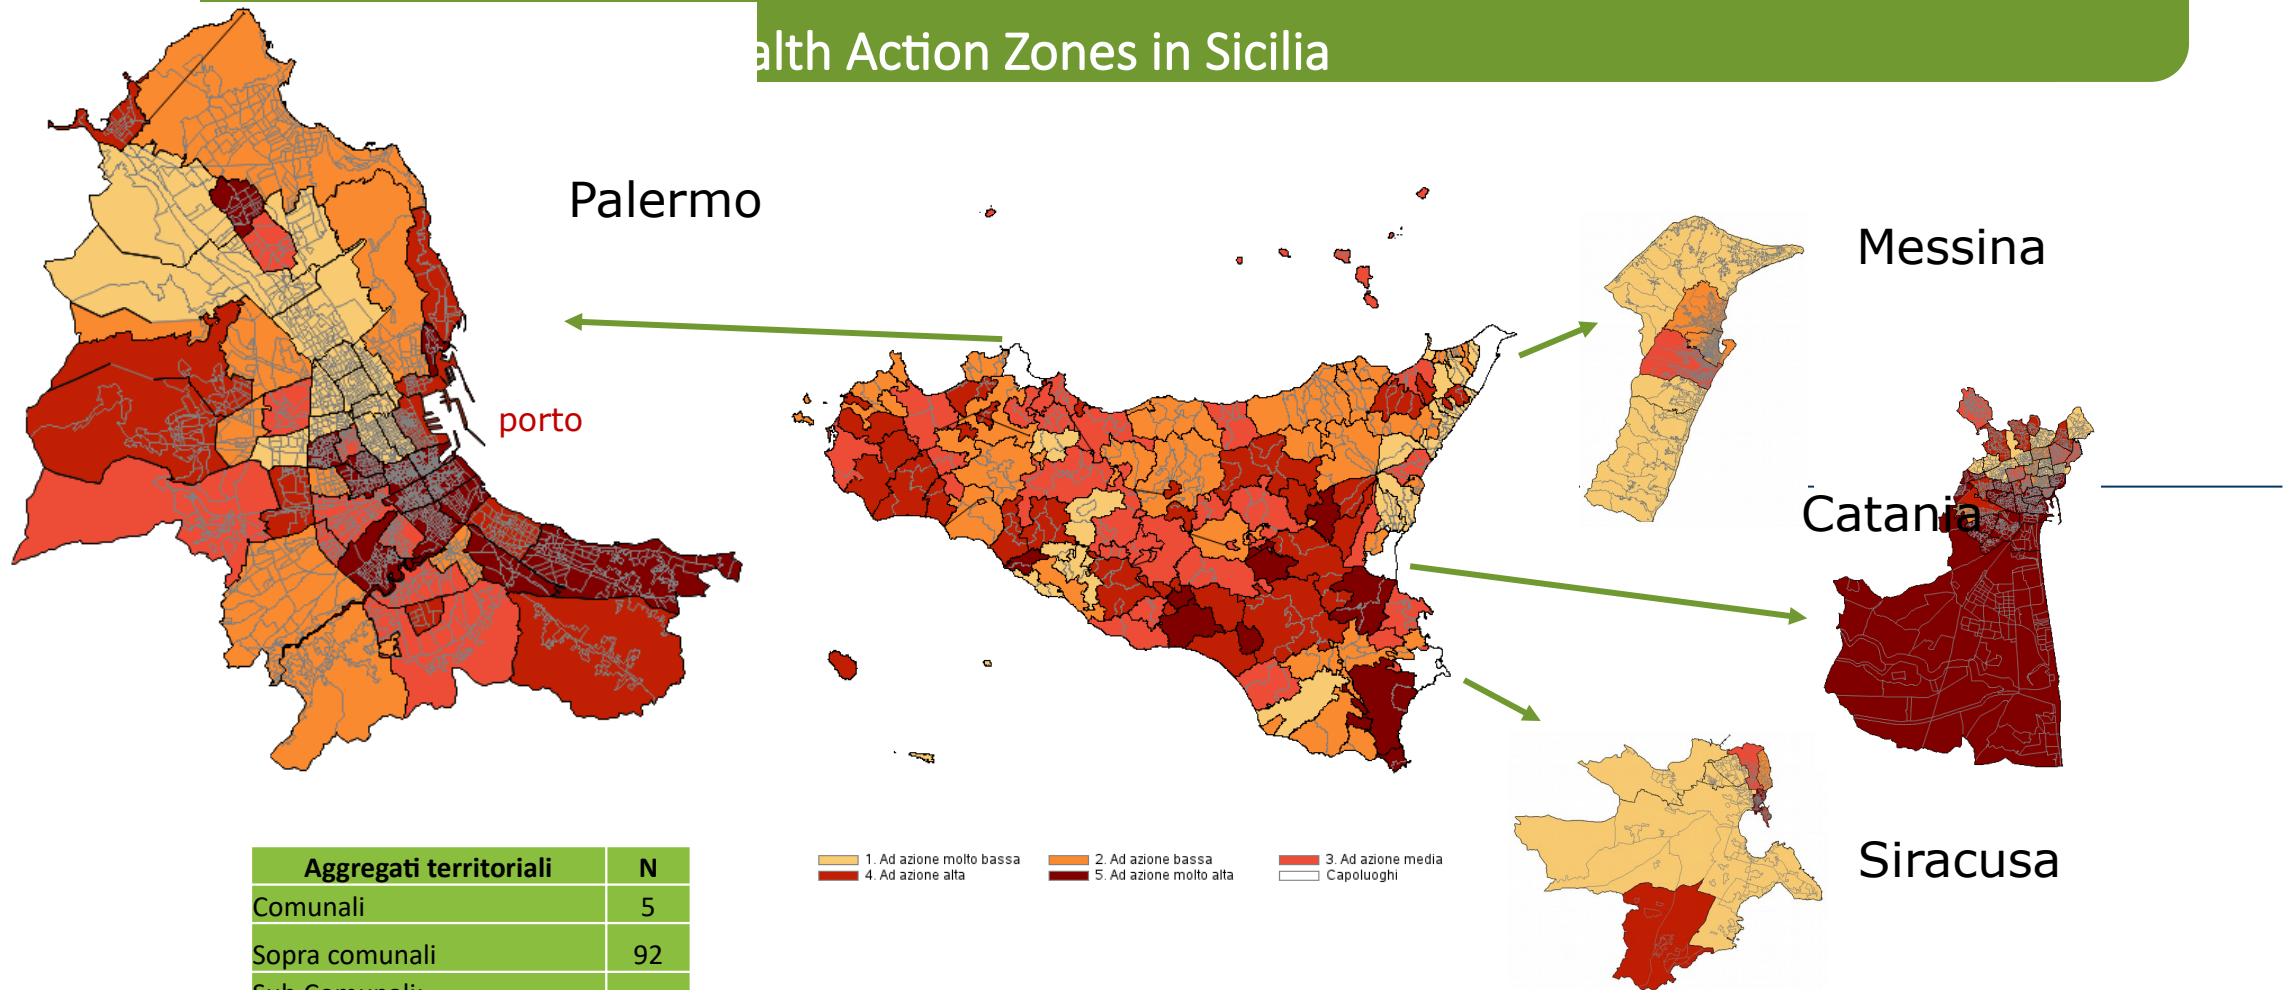 alth Action Zones in Sicilia
Palermo
Messina
porto
Catania
Siracusa
1. Ad azione molto bassa
2. Ad azione bassa
3. Ad azione media
4. Ad azione alta
5. Ad azione molto alta
Capoluoghi
Aggregati territoriali N
Comunali 5
Sopra comunali 92